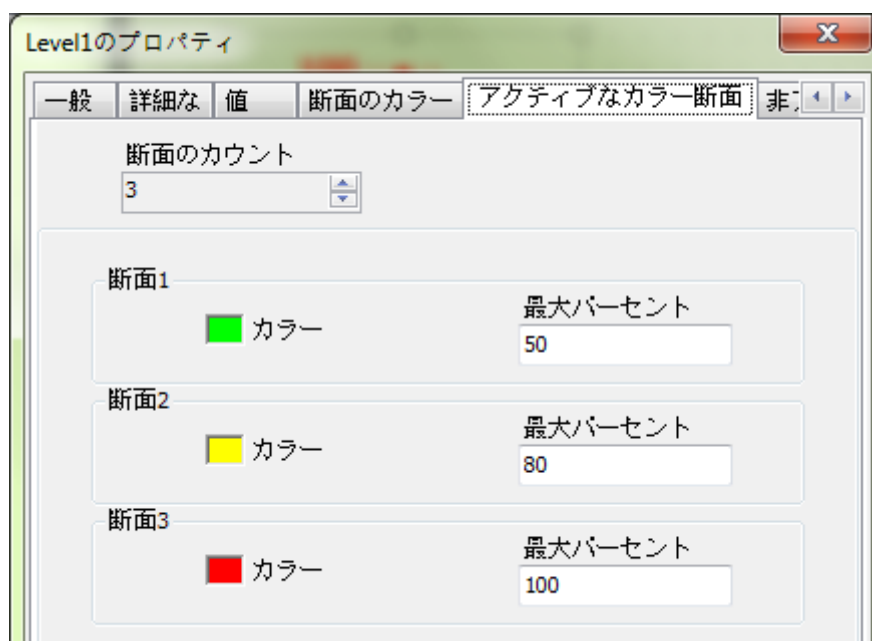 Level1のプロパティ
一般 詳細な 値 断面のカラー アクティブなカラー断面
断面のカウント
3
断面1
カラー
最大パーセント
50
断面2
カラー
最大パーセント
80
断面3
カラー
最大パーセント
100